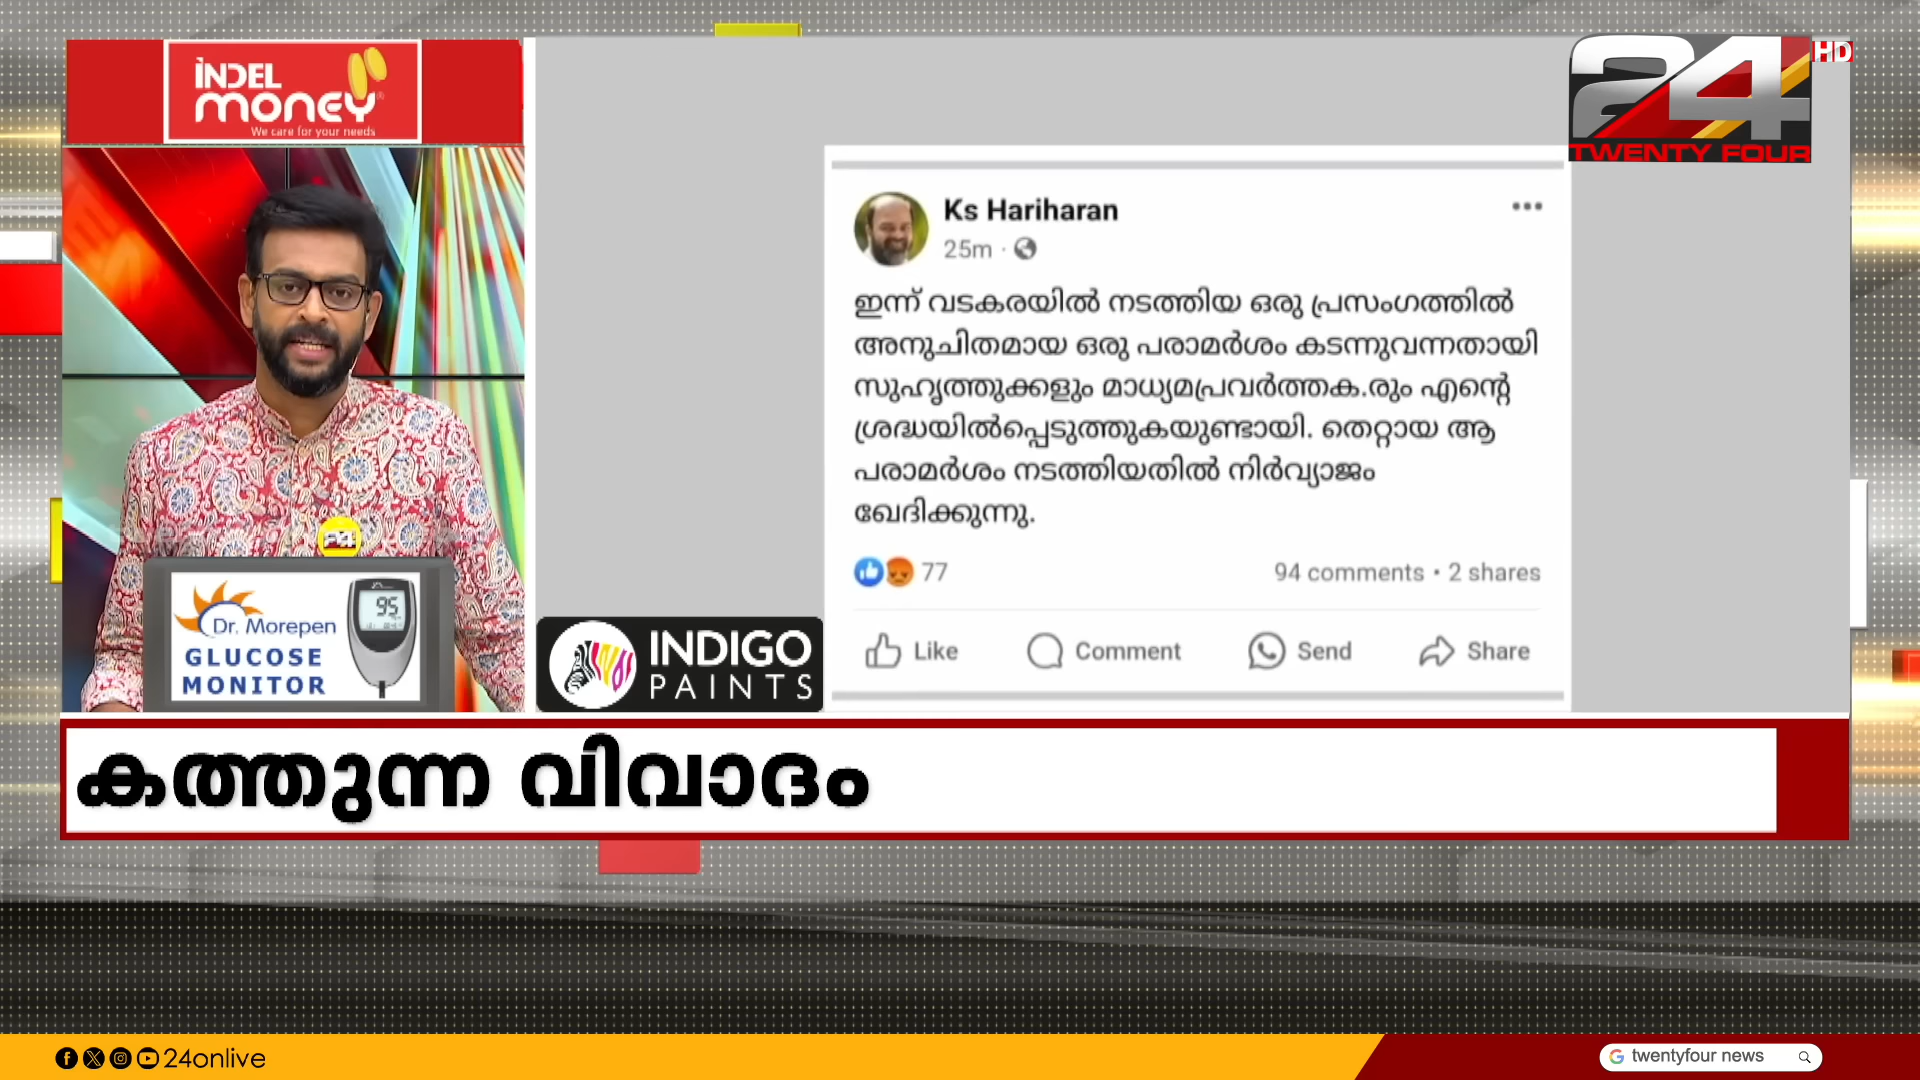 INDEL
money
We care for your needs
24
HD
TWENTY FOUR
Ks Hariharan
25m
ഇന്ന് വടകരയിൽ നടത്തിയ ഒരു പ്രസംഗത്തിൽ
അനുചിതമായ ഒരു പരാമർശം കടന്നുവന്നതായി
സുഹൃത്തുക്കളും മാധ്യമപ്രവർത്തക.രും എന്റെ
ശ്രദ്ധയിൽപ്പെടുത്തുകയുണ്ടായി. തെറ്റായ ആ
പരാമർശം നടത്തിയതിൽ നിർവ്യാജം
ഖേദിക്കുന്നു.
77
94 comments • 2 shares
Like Comment Send Share
24
Dr. Morepen
GLUCOSE
MONITOR
95
INDIGO
PAINTS
കത്തുന്ന വിവാദം
24onlive
twentyfour news